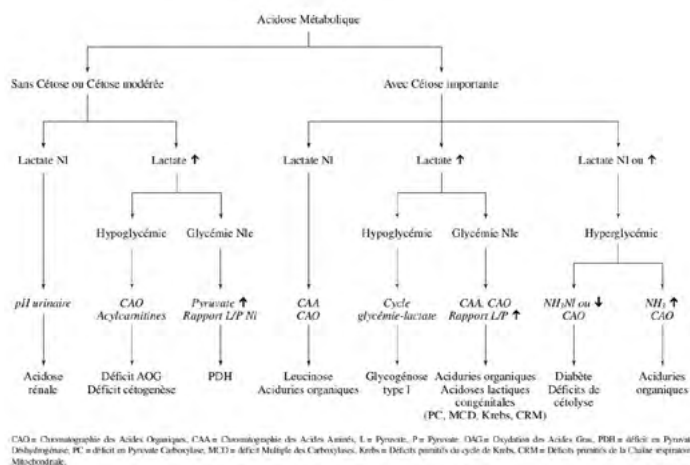 Acidose Métabolique
Sans Cétose ou Cétose modérée
Avec Cétose importante
Lactate Nl
Lactate ↑
Lactate Nl
Lactate ↑
Lactate Nl ou ↑
Hypoglycémie
Glycémie Nle
Hypoglycémie
Glycémie Nle
Hyperglycémie
pH urinaire
CAO
Acylcarnitines
Pyruvate ↑
Rapport L/P Nl
CAA
CAO
Cycle
glycémie-lactate
CAA, CAO
Rapport L/P ↑
NH₃Nl ou ↓
CAO
NH₃ ↑
CAO
Acidose
rénale
Déficit AOG
Déficit cétogenèse
PDH
Leucinose
Aciduries organiques
Glycogénose
type I
Aciduries organiques
Acidoses lactiques
congénitales
(PC, MCD, Krebs, CRM)
Diabète
Déficits de
cétolyse
Aciduries
organiques
CAO = Chromatographie des Acides Organiques, CAA = Chromatographie des Acides Aminés, L = Pyruvate, P = Pyruvate, OAG = Oxydation des Acides Gras, PDH = déficit en Pyruvate
Déshydrogénase, PC = déficit en Pyruvate Carboxylase, MCD = déficit Multiple des Carboxylases, Krebs = Déficits primitifs du cycle de Krebs, CRM = Déficits primitifs de la Chaîne respiratoire
Mitochondriale.